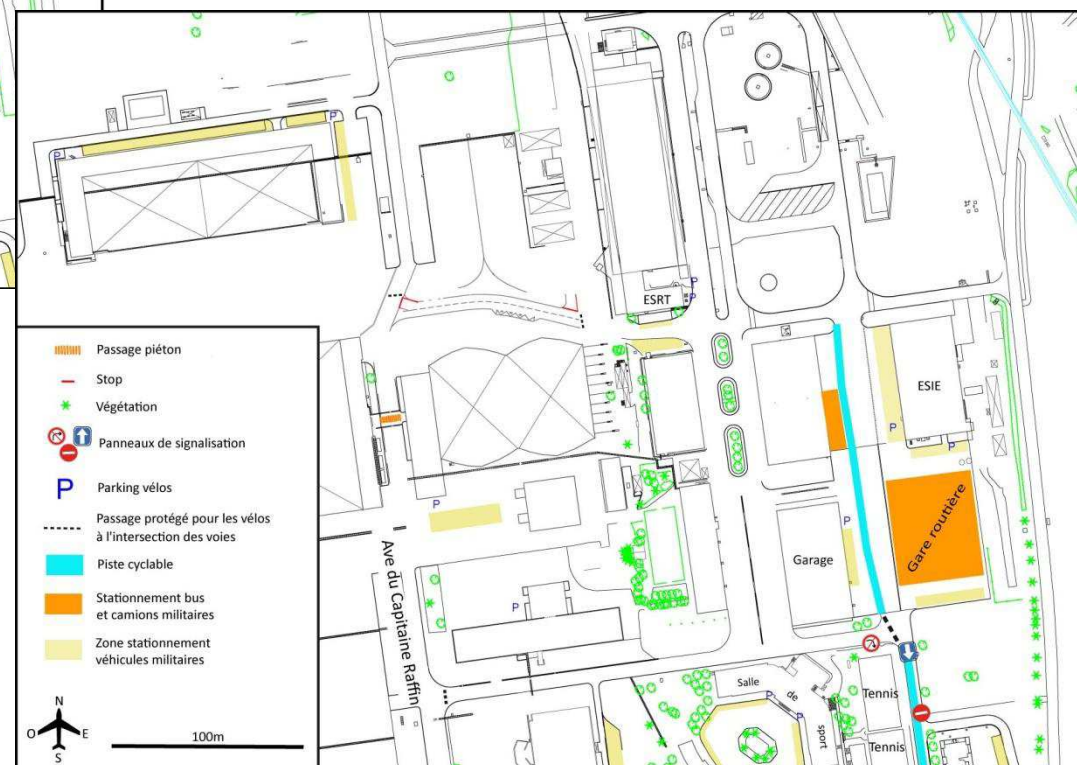 P
P
P
P
ESRT
Passage piéton
Stop
Végétation
Panneaux de signalisation
P
Parking vélos
Passage protégé pour les vélos
à l'intersection des voies
Piste cyclable
Stationnement bus
et camions militaires
Zone stationnement
véhicules militaires
N
O
E
S
100m
Ave du Capitaine Raffin
P
P
ESIE
P
P
P
Gare routière
Garage
Salle
de
sport
P
P
Tennis
Tennis